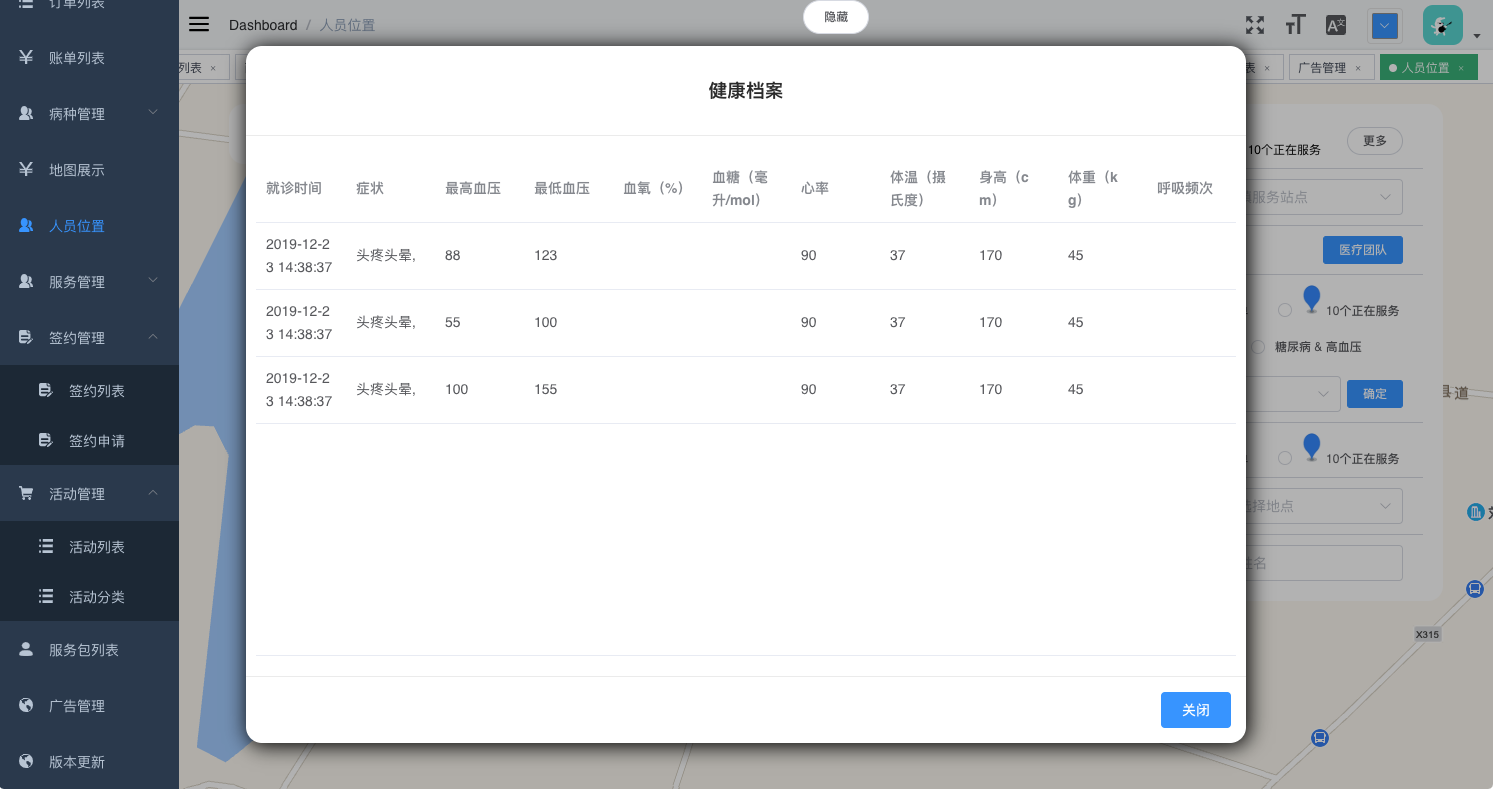 隐藏
订单列表
账单列表
病种管理
地图展示
人员位置
服务管理
签约管理
签约列表
签约申请
活动管理
活动列表
活动分类
服务包列表
广告管理
版本更新
Dashboard / 人员位置
列表 ×
表 ×
广告管理 ×
人员位置 ×
健康档案
就诊时间 症状 最高血压 最低血压 血氧（%） 血糖（毫升/mol） 心率 体温（摄氏度） 身高（cm） 体重（kg） 呼吸频次
2019-12-23 14:38:37 头疼头晕, 88 123 90 37 170 45
2019-12-23 14:38:37 头疼头晕, 55 100 90 37 170 45
2019-12-23 14:38:37 头疼头晕, 100 155 90 37 170 45
关闭
10个正在服务
更多
服务站点
医疗团队
10个正在服务
糖尿病 & 高血压
确定
10个正在服务
选择地点
姓名
县道
X315